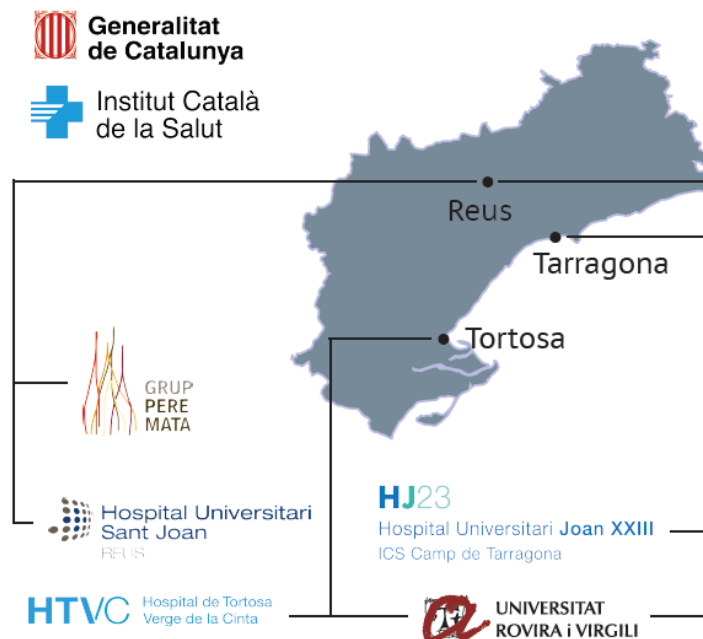 Generalitat
de Catalunya
Institut Català
de la Salut
Reus
Tarragona
Tortosa
GRUP
PERE
MATA
Hospital Universitari
Sant Joan
REUS
HJ23
Hospital Universitari Joan XXIII
ICS Camp de Tarragona
HTVC
Hospital de Tortosa
Verge de la Cinta
UNIVERSITAT
ROVIRA i VIRGILI